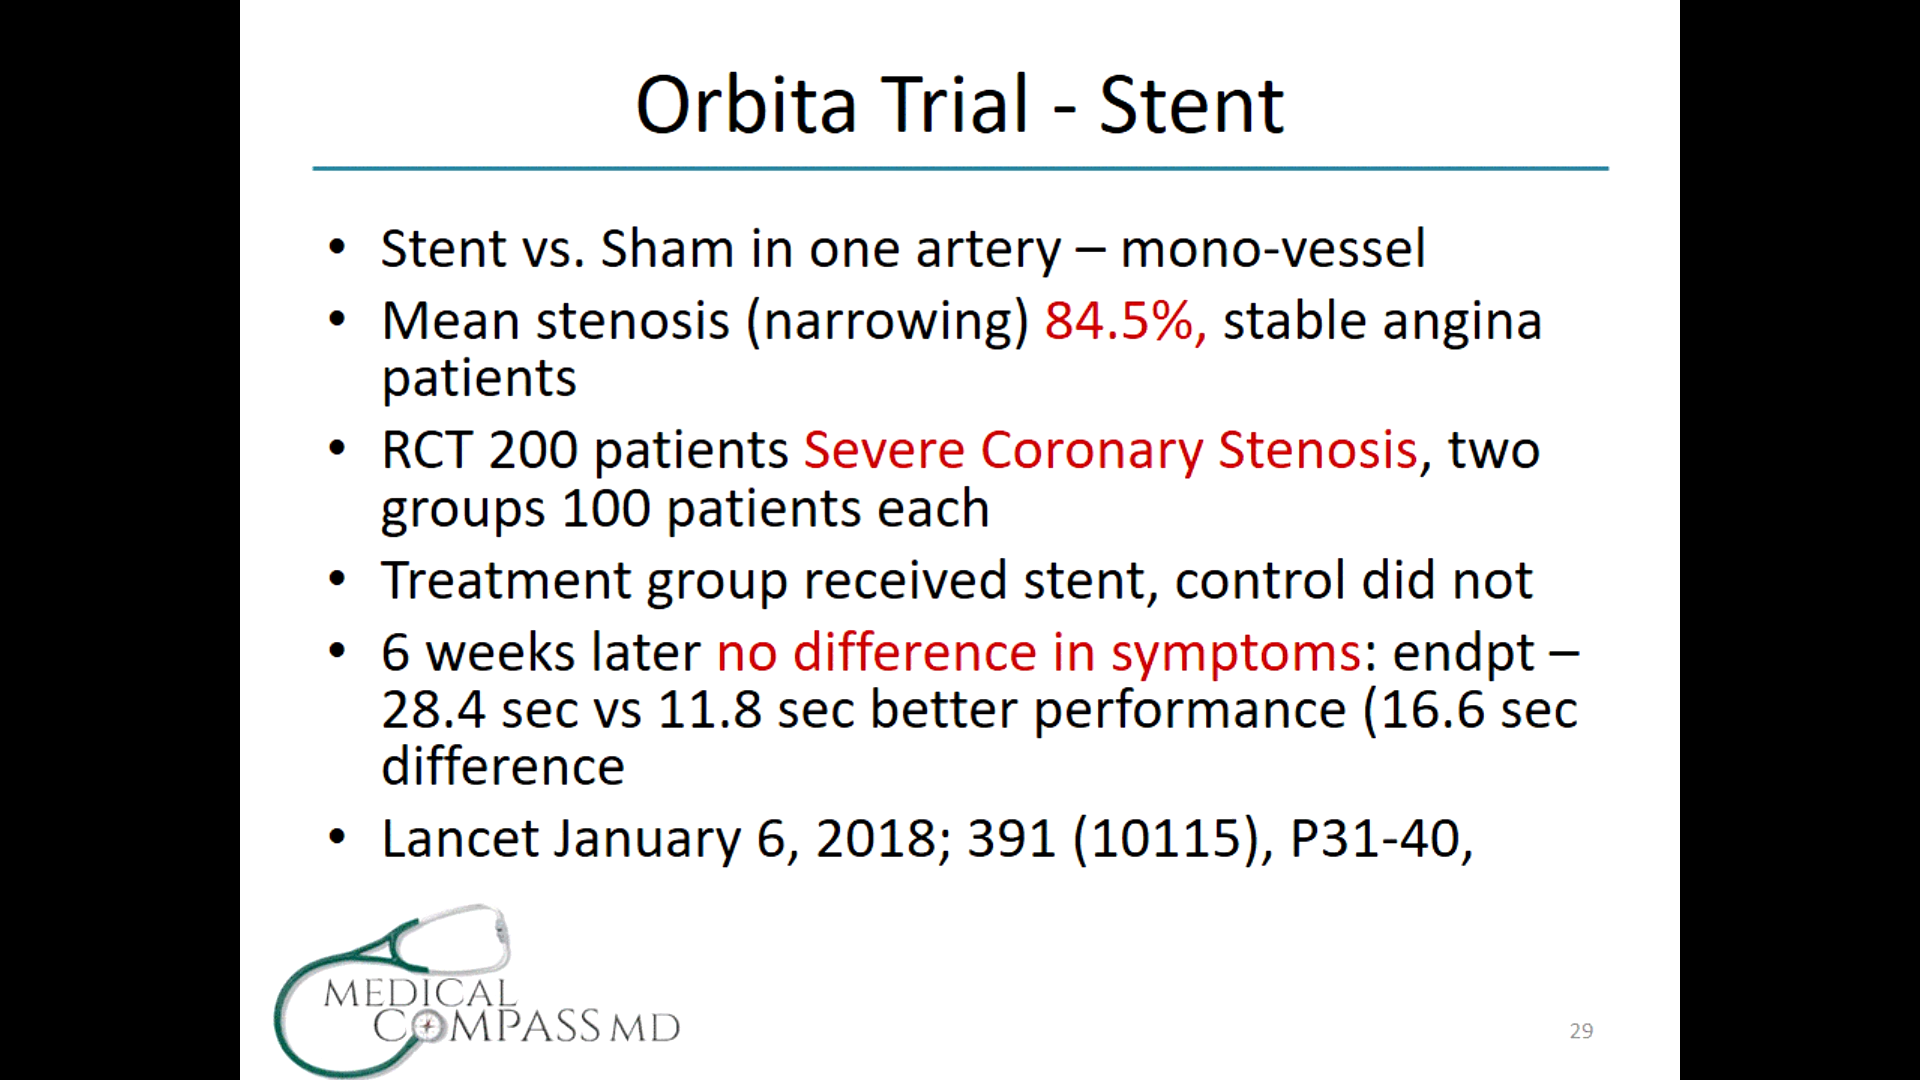 Orbita Trial - Stent
• Stent vs. Sham in one artery – mono-vessel
• Mean stenosis (narrowing) 84.5%, stable angina
patients
• RCT 200 patients Severe Coronary Stenosis, two
groups 100 patients each
• Treatment group received stent, control did not
• 6 weeks later no difference in symptoms: endpt –
28.4 sec vs 11.8 sec better performance (16.6 sec
difference
• Lancet January 6, 2018; 391 (10115), P31-40,
MEDICAL
COMPASS MD
29